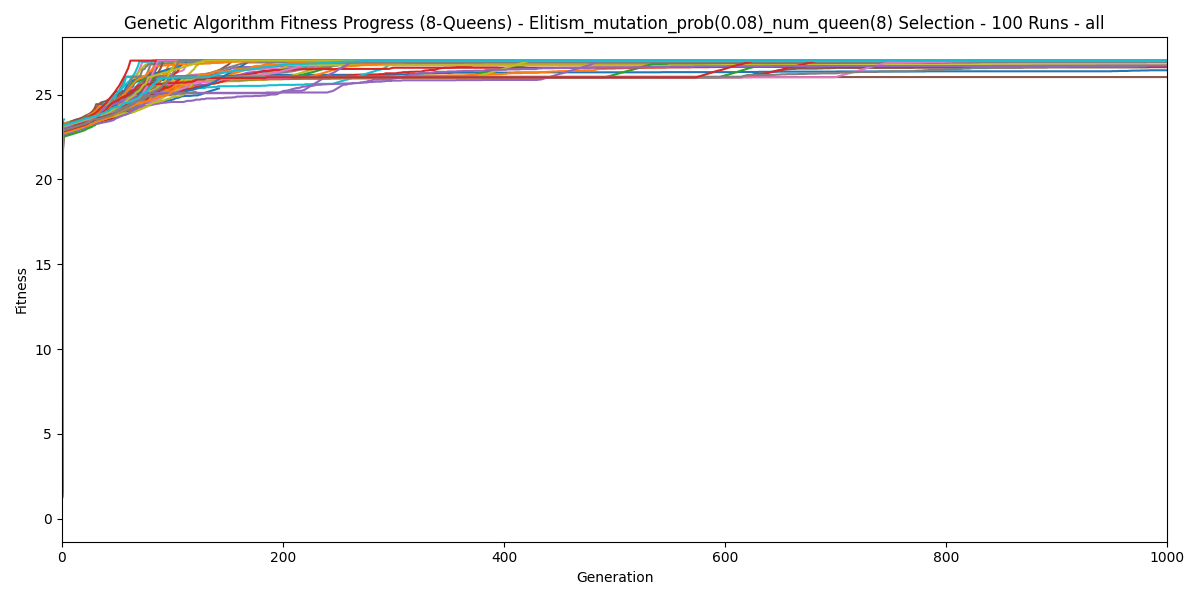 Genetic Algorithm Fitness Progress (8-Queens) - Elitism_mutation_prob(0.08)_num_queen(8) Selection - 100 Runs - all
25
20
15
10
5
0
Fitness
0 200 400 600 800 1000
Generation